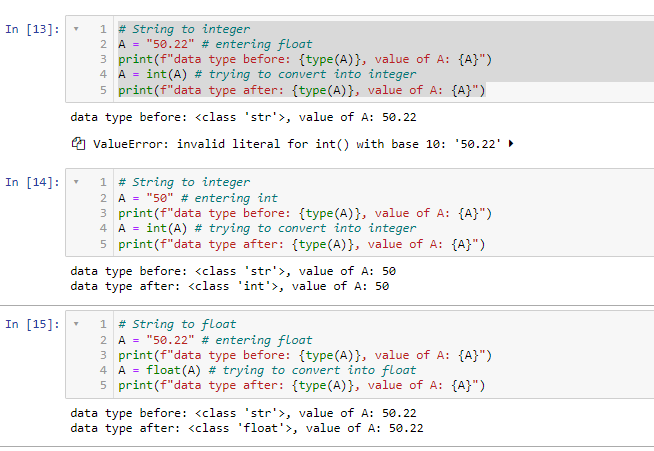 In [13]: 1 # String to integer
2 A = "50.22" # entering float
3 print(f"data type before: {type(A)}, value of A: {A}")
4 A = int(A) # trying to convert into integer
5 print(f"data type after: {type(A)}, value of A: {A}")
data type before: <class 'str'>, value of A: 50.22
ValueError: invalid literal for int() with base 10: '50.22'
In [14]: 1 # String to integer
2 A = "50" # entering int
3 print(f"data type before: {type(A)}, value of A: {A}")
4 A = int(A) # trying to convert into integer
5 print(f"data type after: {type(A)}, value of A: {A}")
data type before: <class 'str'>, value of A: 50
data type after: <class 'int'>, value of A: 50
In [15]: 1 # String to float
2 A = "50.22" # entering float
3 print(f"data type before: {type(A)}, value of A: {A}")
4 A = float(A) # trying to convert into float
5 print(f"data type after: {type(A)}, value of A: {A}")
data type before: <class 'str'>, value of A: 50.22
data type after: <class 'float'>, value of A: 50.22